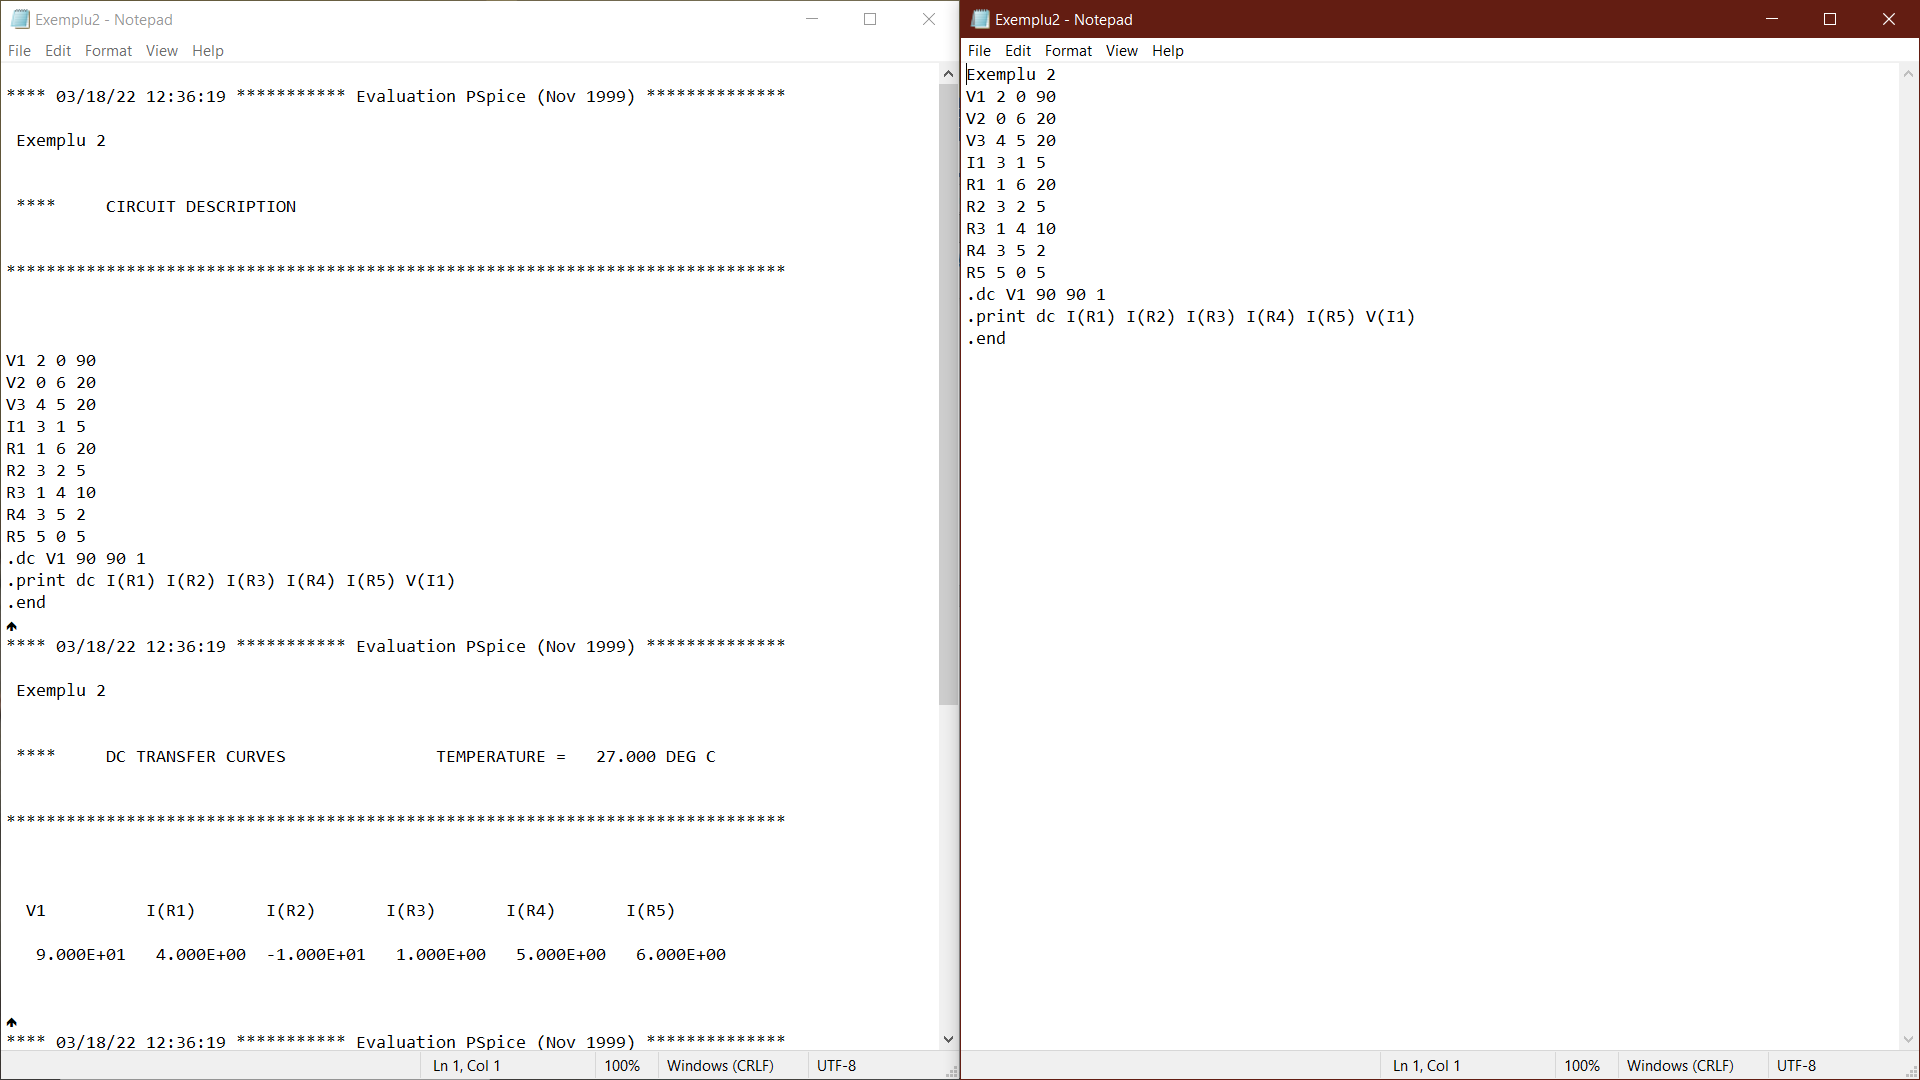 Exemplu2 - Notepad
File Edit Format View Help
**** 03/18/22 12:36:19 *********** Evaluation PSpice (Nov 1999) **************
Exemplu 2
**** CIRCUIT DESCRIPTION
******************************************************************************
V1 2 0 90
V2 0 6 20
V3 4 5 20
I1 3 1 5
R1 1 6 20
R2 3 2 5
R3 1 4 10
R4 3 5 2
R5 5 0 5
.dc V1 90 90 1
.print dc I(R1) I(R2) I(R3) I(R4) I(R5) V(I1)
.end
**** 03/18/22 12:36:19 *********** Evaluation PSpice (Nov 1999) **************
Exemplu 2
**** DC TRANSFER CURVES TEMPERATURE = 27.000 DEG C
******************************************************************************
V1 I(R1) I(R2) I(R3) I(R4) I(R5)
9.000E+01 4.000E+00 -1.000E+01 1.000E+00 5.000E+00 6.000E+00
**** 03/18/22 12:36:19 *********** Evaluation PSpice (Nov 1999) **************
Ln 1, Col 1 100% Windows (CRLF) UTF-8
Exemplu2 - Notepad
File Edit Format View Help
Exemplu 2
V1 2 0 90
V2 0 6 20
V3 4 5 20
I1 3 1 5
R1 1 6 20
R2 3 2 5
R3 1 4 10
R4 3 5 2
R5 5 0 5
.dc V1 90 90 1
.print dc I(R1) I(R2) I(R3) I(R4) I(R5) V(I1)
.end
Ln 1, Col 1 100% Windows (CRLF) UTF-8